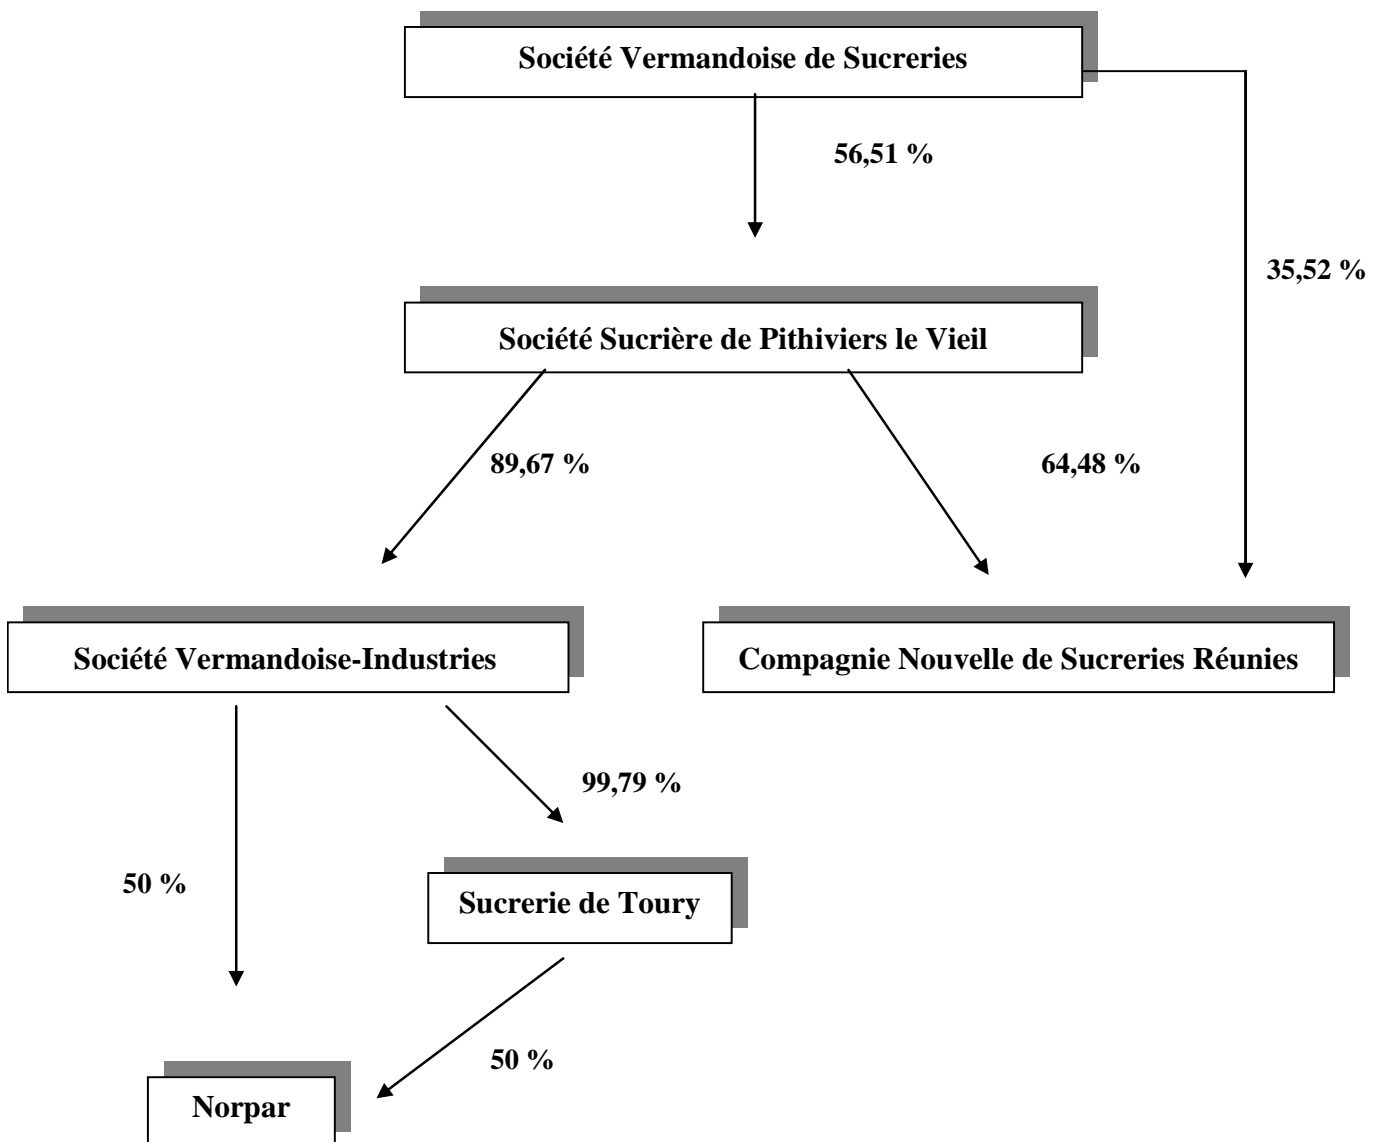 Société Vermandoise de Sucreries
56,51 %
35,52 %
Société Sucrière de Pithiviers le Vieil
89,67 %
64,48 %
Société Vermandoise-Industries
Compagnie Nouvelle de Sucreries Réunies
99,79 %
50 %
Sucrerie de Toury
50 %
Norpar